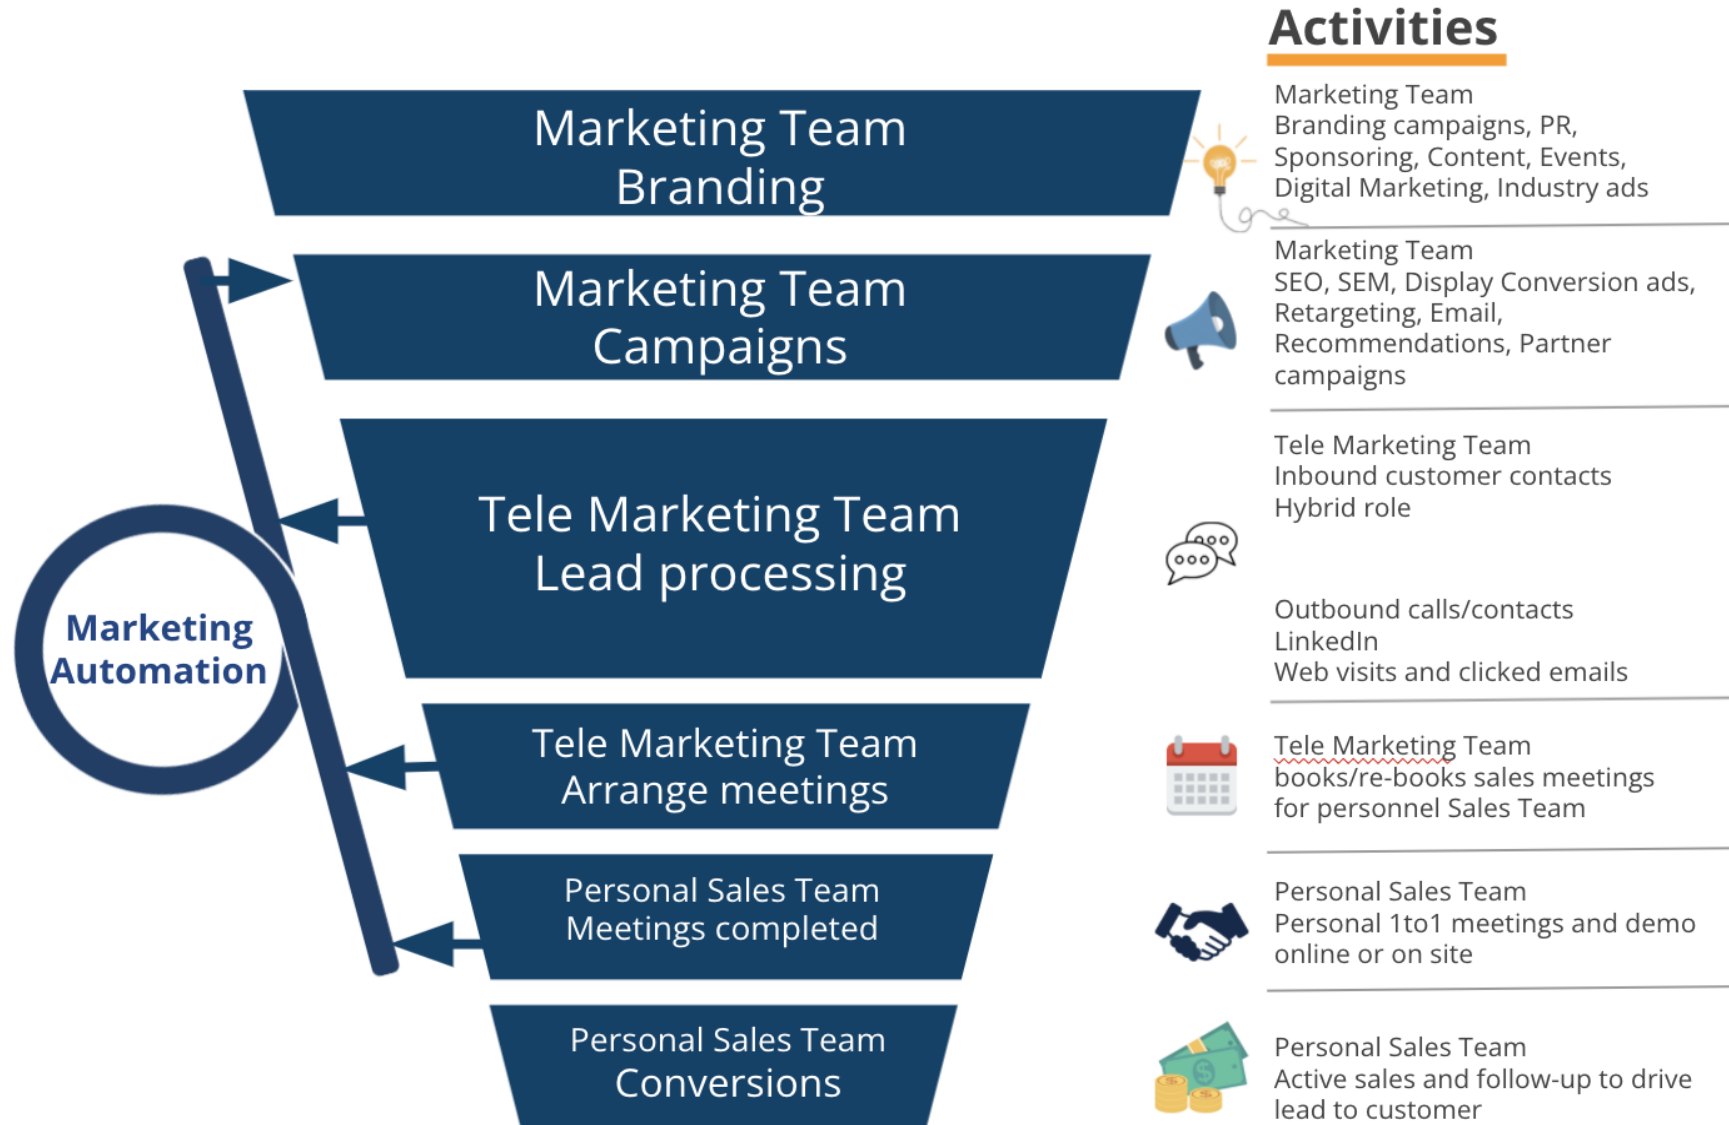 Activities
Marketing Team
Branding
Marketing Team
Branding campaigns, PR,
Sponsoring, Content, Events,
Digital Marketing, Industry ads
Marketing Team
Campaigns
Marketing Team
SEO, SEM, Display Conversion ads,
Retargeting, Email,
Recommendations, Partner
campaigns
Tele Marketing Team
Lead processing
Tele Marketing Team
Inbound customer contacts
Hybrid role
Outbound calls/contacts
LinkedIn
Web visits and clicked emails
Marketing
Automation
Tele Marketing Team
Arrange meetings
Tele Marketing Team
books/re-books sales meetings
for personnel Sales Team
Personal Sales Team
Meetings completed
Personal Sales Team
Personal 1to1 meetings and demo
online or on site
Personal Sales Team
Conversions
Personal Sales Team
Active sales and follow-up to drive
lead to customer